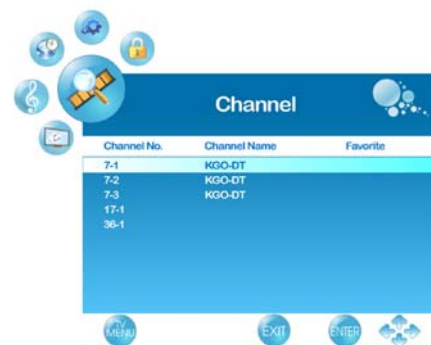 Channel
Channel No. Channel Name Favorite
7-1 KGO-DT
7-2 KGO-DT
7-3 KGO-DT
17-1
36-1
TV MENU EXIT ENTER